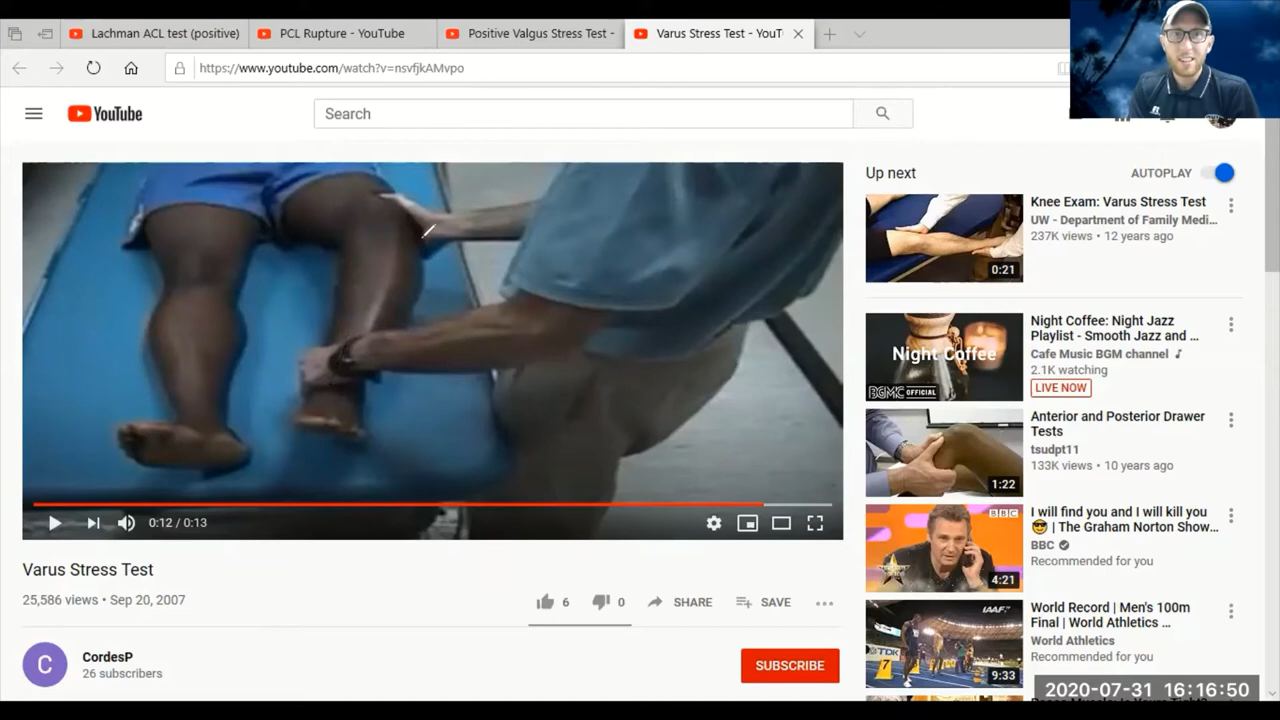 Lachman ACL test (positive)
PCL Rupture - YouTube
Positive Valgus Stress Test -
Varus Stress Test - YouT
https://www.youtube.com/watch?v=nsvfjkAMvpo
YouTube
Search
Up next
AUTOPLAY
Knee Exam: Varus Stress Test
UW - Department of Family Medi...
237K views • 12 years ago
0:21
Night Coffee: Night Jazz
Playlist - Smooth Jazz and ...
Cafe Music BGM channel
2.1K watching
LIVE NOW
Night Coffee
BGMC OFFICIAL
Anterior and Posterior Drawer
Tests
tsudpt11
133K views • 10 years ago
1:22
I will find you and I will kill you
😎 | The Graham Norton Show...
BBC
Recommended for you
BBC
4:21
World Record | Men's 100m
Final | World Athletics ...
World Athletics
Recommended for you
IAAF
TDK
7
9:33
0:12 / 0:13
Varus Stress Test
25,586 views • Sep 20, 2007
6
0
SHARE
SAVE
C
CordesP
26 subscribers
SUBSCRIBE
2020-07-31 16:16:50